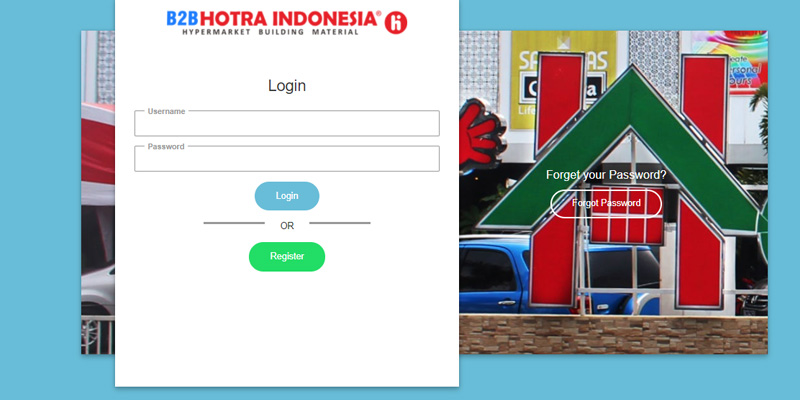 B2BHOTRA INDONESIA®
HYPERMARKET BUILDING MATERIAL
Login
Username
Password
Login
OR
Register
Forget your Password?
Forgot Password